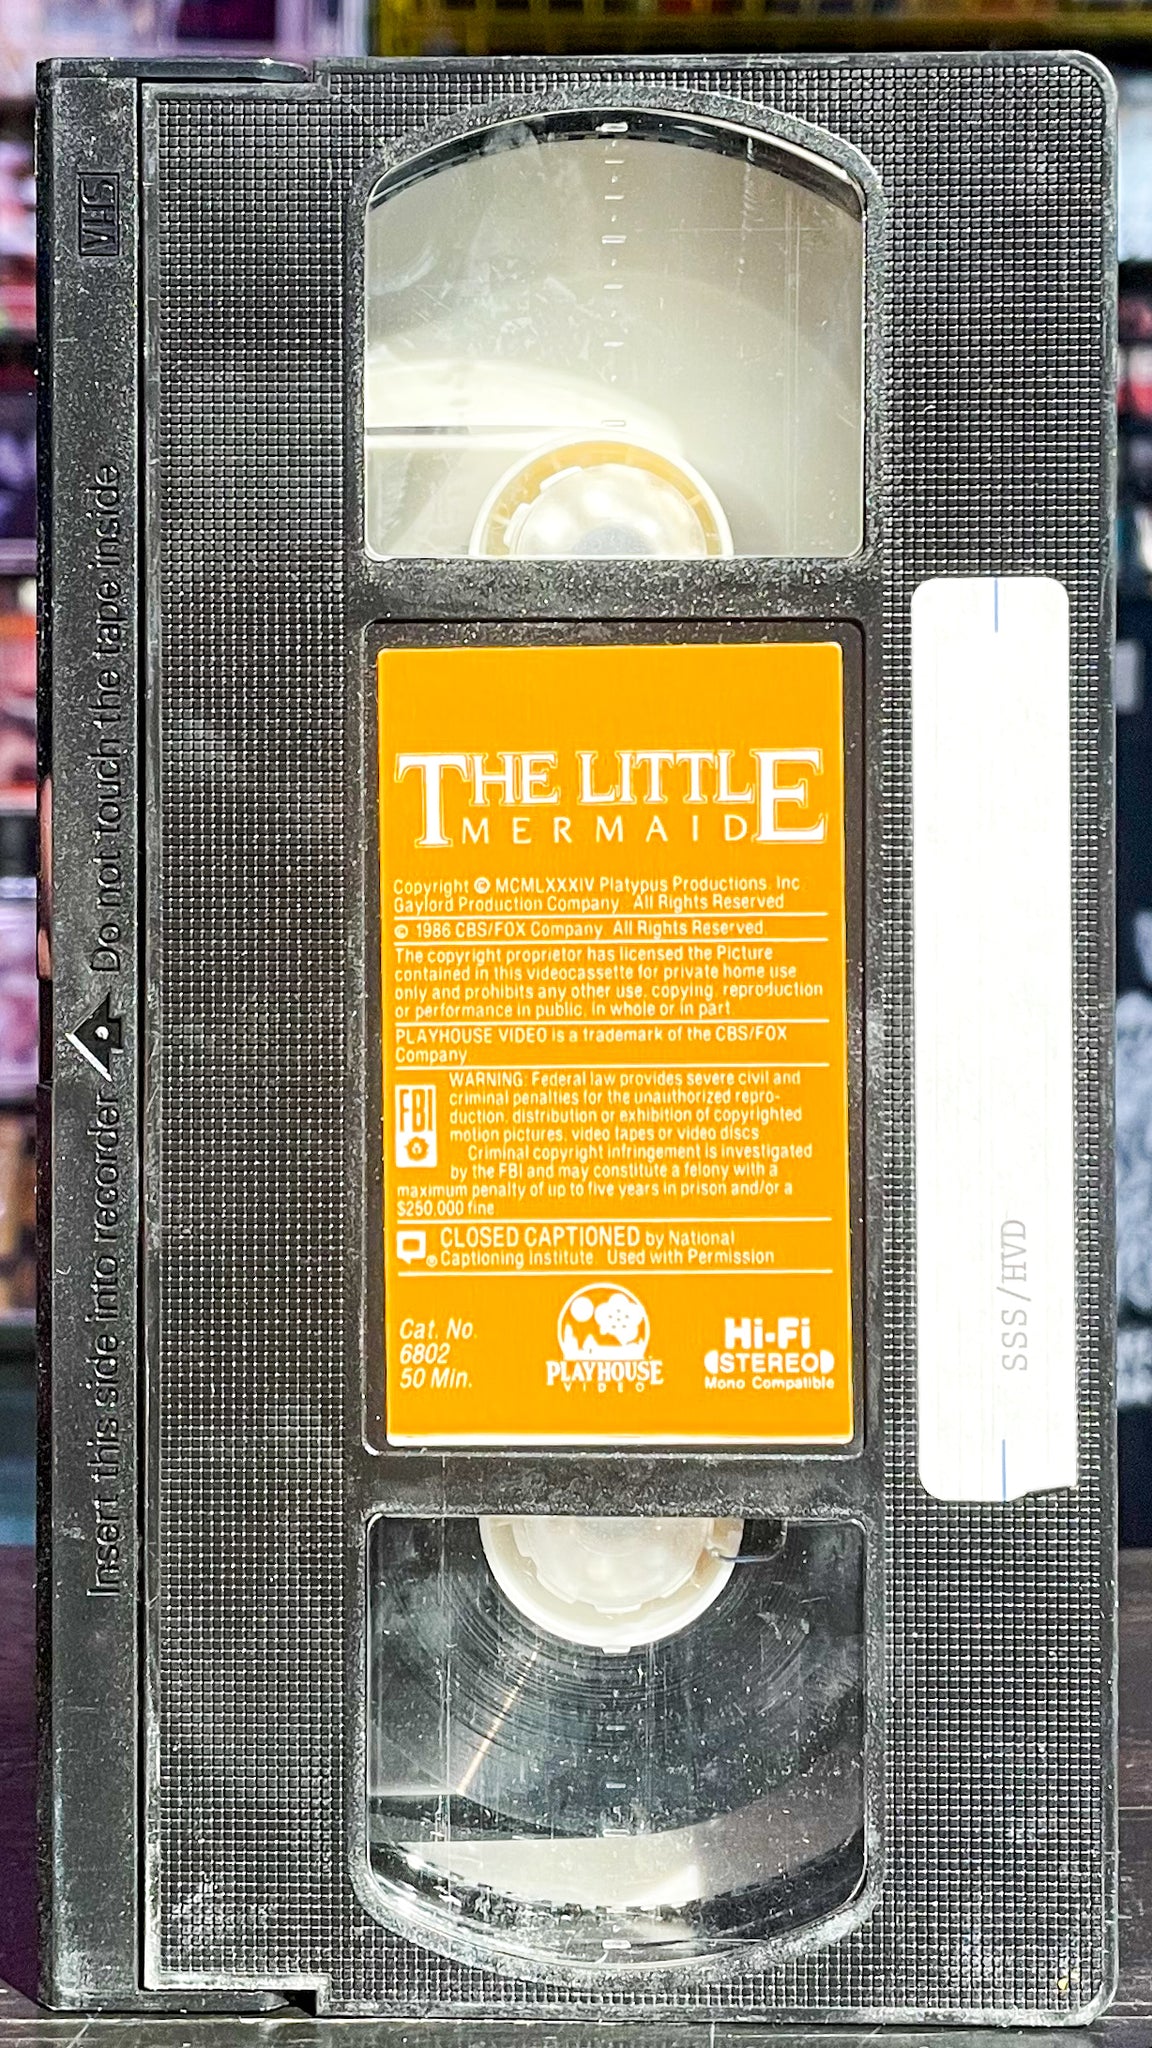 VHS
Do not touch the tape inside
Insert this side into recorder
THE LITTLE
MERMAID
Copyright © MCMLXXXIV Platypus Productions, Inc
Gaylord Production Company All Rights Reserved
© 1986 CBS/FOX Company All Rights Reserved.
The copyright proprietor has licensed the Picture
contained in this videocassette for private home use
only and prohibits any other use, copying, reproduction
or performance in public, in whole or in part
PLAYHOUSE VIDEO is a trademark of the CBS/FOX
Company
FBI
WARNING: Federal law provides severe civil and
criminal penalties for the unauthorized repro-
duction, distribution or exhibition of copyrighted
motion pictures, video tapes or video discs
Criminal copyright infringement is investigated
by the FBI and may constitute a felony with a
maximum penalty of up to five years in prison and/or a
$250,000 fine
CLOSED CAPTIONED by National
® Captioning Institute. Used with Permission
Cat. No.
6802
50 Min.
PLAYHOUSE
VIDEO
Hi-Fi
STEREO
Mono Compatible
SSS/HVD